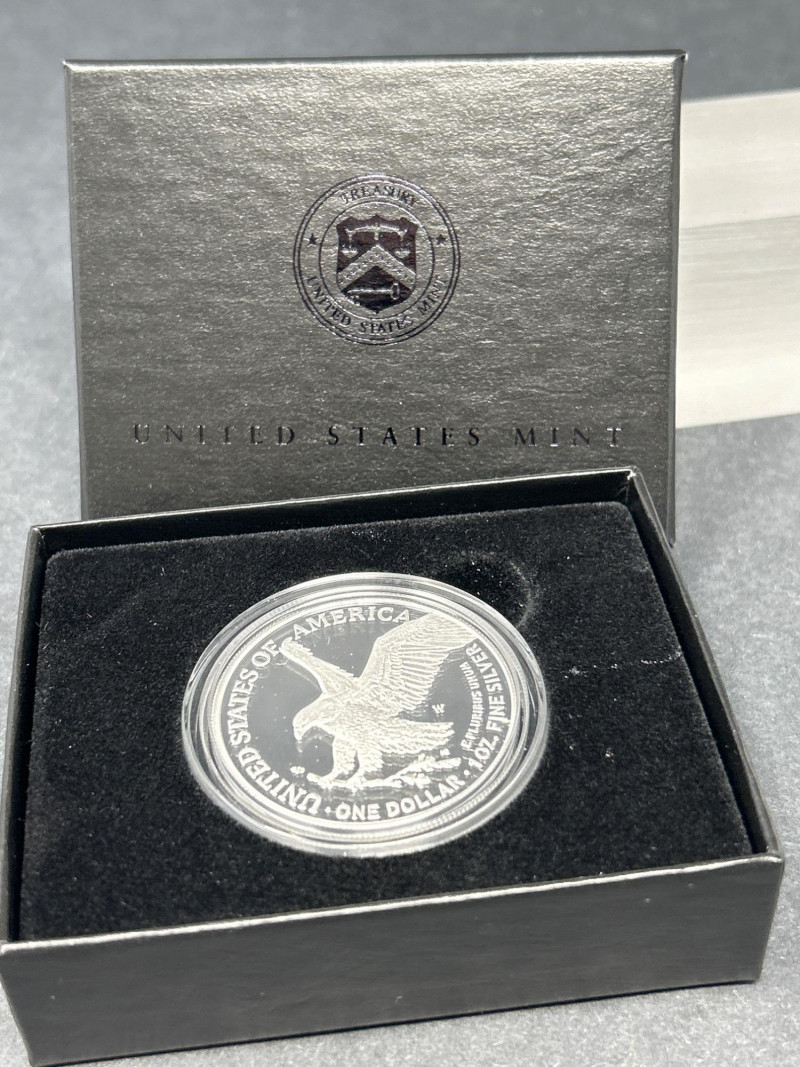 TREASURY
UNITED STATES MINT
UNITED STATES MINT
UNITED STATES OF AMERICA
W
E PLURIBUS UNUM
1 OZ. FINE SILVER
ONE DOLLAR